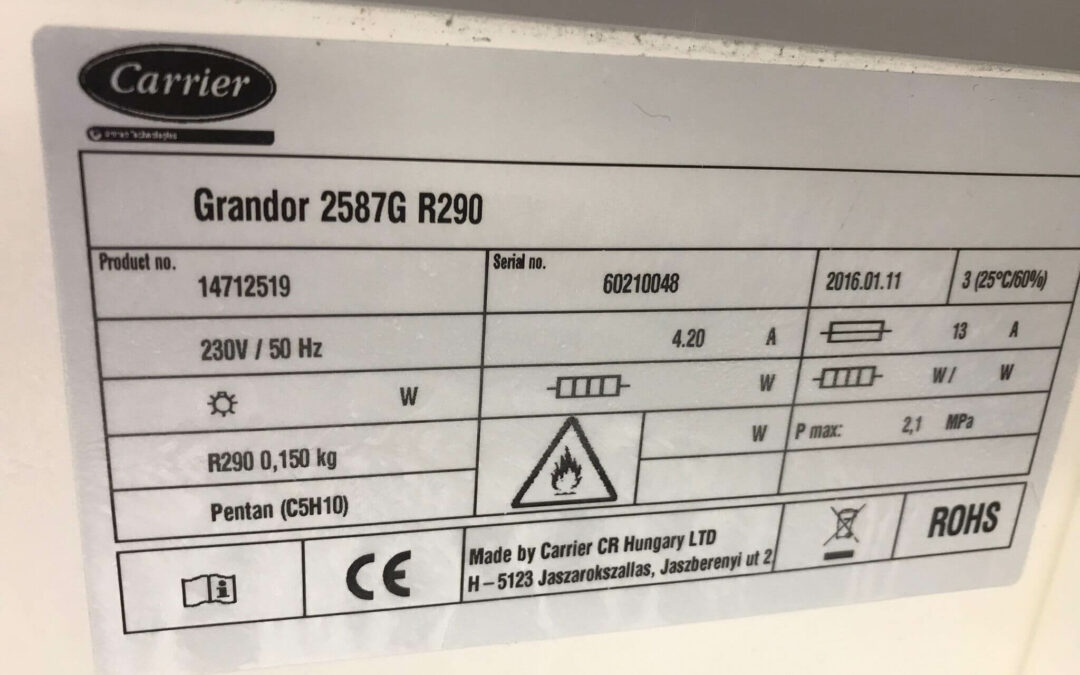 Carrier
Grandor 2587G R290
Product no.
14712519
Serial no.
60210048
2016.01.11
3 (25°C/60%)
230V / 50 Hz
4.20 A
13 A
W
W
W/ W
R290 0,150 kg
W
P max: 2,1 MPa
Pentan (C5H10)
CE
Made by Carrier CR Hungary LTD
H-5123 Jaszarokszallas, Jaszberenyi ut 2
ROHS